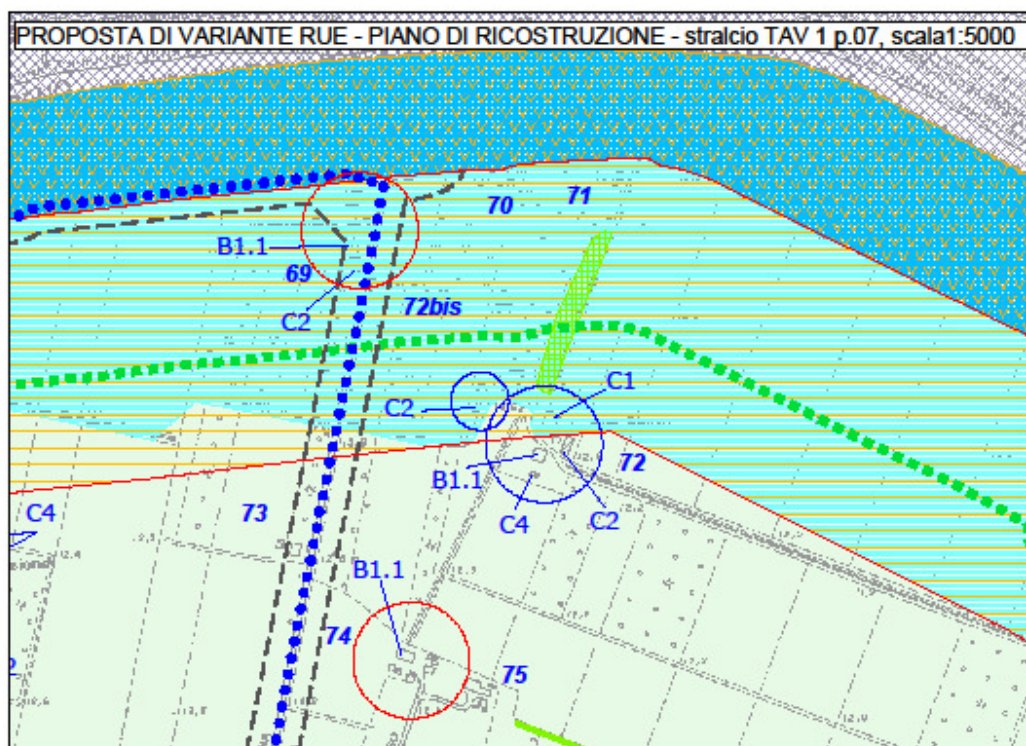 PROPOSTA DI VARIANTE RUE - PIANO DI RICOSTRUZIONE - stralcio TAV 1 p.07, scala1:5000
71
70
B1.1
69
72bis
C2
C1
C2
72
B1.1
C4
C2
C4
73
B1.1
74
75